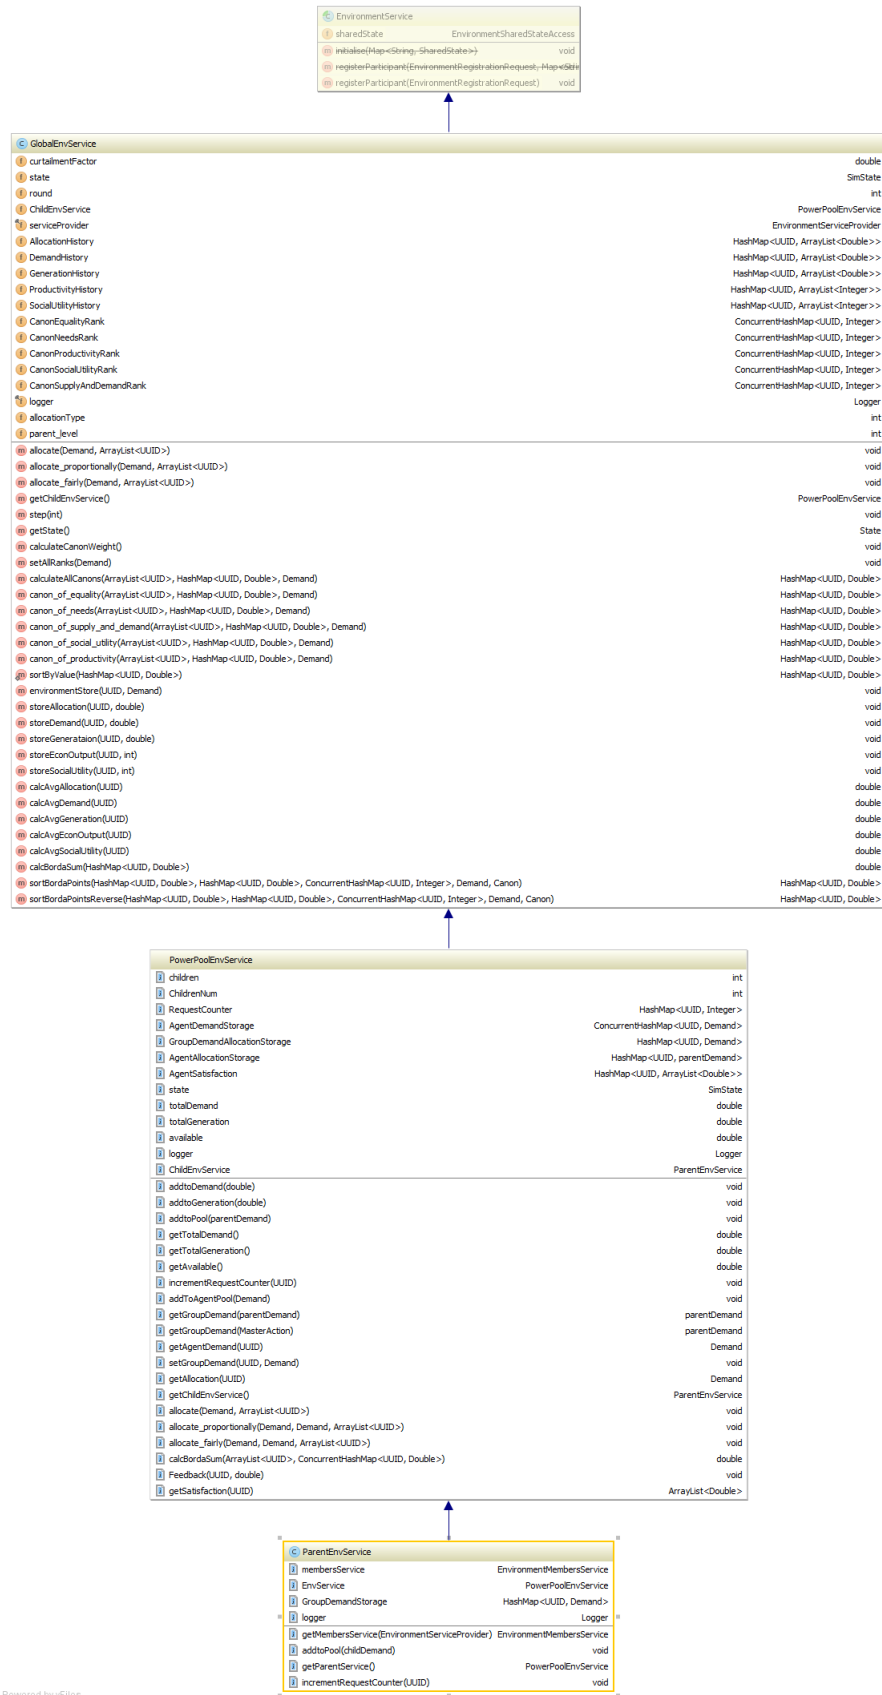 EnvironmentService
sharedState EnvironmentSharedStateAccess
initialise(Map<String, SharedState>) void
registerParticipant(EnvironmentRegistrationRequest,
registerParticipant(EnvironmentRegistrationRequest) void
GlobalEnvService
curtailmentFactor double
state SimState
round int
ChildEnvService PowerPoolEnvService
serviceProvider EnvironmentServiceProvider
AllocationHistory HashMap<UUID, ArrayList<Double>>
DemandHistory HashMap<UUID, ArrayList<Double>>
GenerationHistory HashMap<UUID, ArrayList<Double>>
ProductivityHistory HashMap<UUID, ArrayList<Integer>>
SocialUtilityHistory HashMap<UUID, ArrayList<Integer>>
CanonEqualityRank ConcurrentHashMap<UUID, Integer>
CanonNeedsRank ConcurrentHashMap<UUID, Integer>
CanonProductivityRank ConcurrentHashMap<UUID, Integer>
CanonSocialUtilityRank ConcurrentHashMap<UUID, Integer>
CanonSupplyAndDemandRank ConcurrentHashMap<UUID, Integer>
logger Logger
allocationType int
parent_level int
allocate(Demand, ArrayList<UUID>) void
allocate_proportionally(Demand, ArrayList<UUID>) void
allocate_fairly(Demand, ArrayList<UUID>) void
getChildEnvService() PowerPoolEnvService
step(int) void
getState() State
calculateCanonWeight() void
setAllRanks(Demand) void
calculateAllCanons(ArrayList<UUID>, HashMap<UUID, Double>, Demand) HashMap<UUID, Double>
canon_of_equality(ArrayList<UUID>, HashMap<UUID, Double>, Demand) HashMap<UUID, Double>
canon_of_needs(ArrayList<UUID>, HashMap<UUID, Double>, Demand) HashMap<UUID, Double>
canon_of_supply_and_demand(ArrayList<UUID>, HashMap<UUID, Double>, Demand) HashMap<UUID, Double>
canon_of_social_utility(ArrayList<UUID>, HashMap<UUID, Double>, Demand) HashMap<UUID, Double>
canon_of_productivity(ArrayList<UUID>, HashMap<UUID, Double>, Demand) HashMap<UUID, Double>
sortByValue(HashMap<UUID, Double>) HashMap<UUID, Double>
environmentStore(UUID, Demand) void
storeAllocation(UUID, double) void
storeDemand(UUID, double) void
storeGenerataion(UUID, double) void
storeEconOutput(UUID, int) void
storeSocialUtility(UUID, int) void
calcAvgAllocation(UUID) double
calcAvgDemand(UUID) double
calcAvgGeneration(UUID) double
calcAvgEconOutput(UUID) double
calcAvgSocialUtility(UUID) double
calcBordaSum(HashMap<UUID, Double>) double
sortBordaPoints(HashMap<UUID, Double>, HashMap<UUID, Double>, ConcurrentHashMap<UUID, Integer>, Demand, Canon) HashMap<UUID, Double>
sortBordaPointsReverse(HashMap<UUID, Double>, HashMap<UUID, Double>, ConcurrentHashMap<UUID, Integer>, Demand, Canon) HashMap<UUID, Double>
PowerPoolEnvService
children int
ChildrenNum int
RequestCounter HashMap<UUID, Integer>
AgentDemandStorage ConcurrentHashMap<UUID, Demand>
GroupDemandAllocationStorage HashMap<UUID, Demand>
AgentAllocationStorage HashMap<UUID, parentDemand>
AgentSatisfaction HashMap<UUID, ArrayList<Double>>
state SimState
totalDemand double
totalGeneration double
available double
logger Logger
ChildEnvService ParentEnvService
addtoDemand(double) void
addtoGeneration(double) void
addtoPool(parentDemand) void
getTotalDemand() double
getTotalGeneration() double
getAvailable() double
incrementRequestCounter(UUID) void
addToAgentPool(Demand) void
getGroupDemand(parentDemand) parentDemand
getGroupDemand(MasterAction) parentDemand
getAgentDemand(UUID) Demand
setGroupDemand(UUID, Demand) void
getAllocation(UUID) Demand
getChildEnvService() ParentEnvService
allocate(Demand, ArrayList<UUID>) void
allocate_proportionally(Demand, Demand, ArrayList<UUID>) void
allocate_fairly(Demand, Demand, ArrayList<UUID>) void
calcBordaSum(ArrayList<UUID>, ConcurrentHashMap<UUID, Double>) double
Feedback(UUID, double) void
getSatisfaction(UUID) ArrayList<Double>
ParentEnvService
membersService EnvironmentMembersService
EnvService PowerPoolEnvService
GroupDemandStorage HashMap<UUID, Demand>
logger Logger
getMembersService(EnvironmentServiceProvider) EnvironmentMembersService
addtoPool(childDemand) void
getParentService() PowerPoolEnvService
incrementRequestCounter(UUID) void
Powered by yFiles